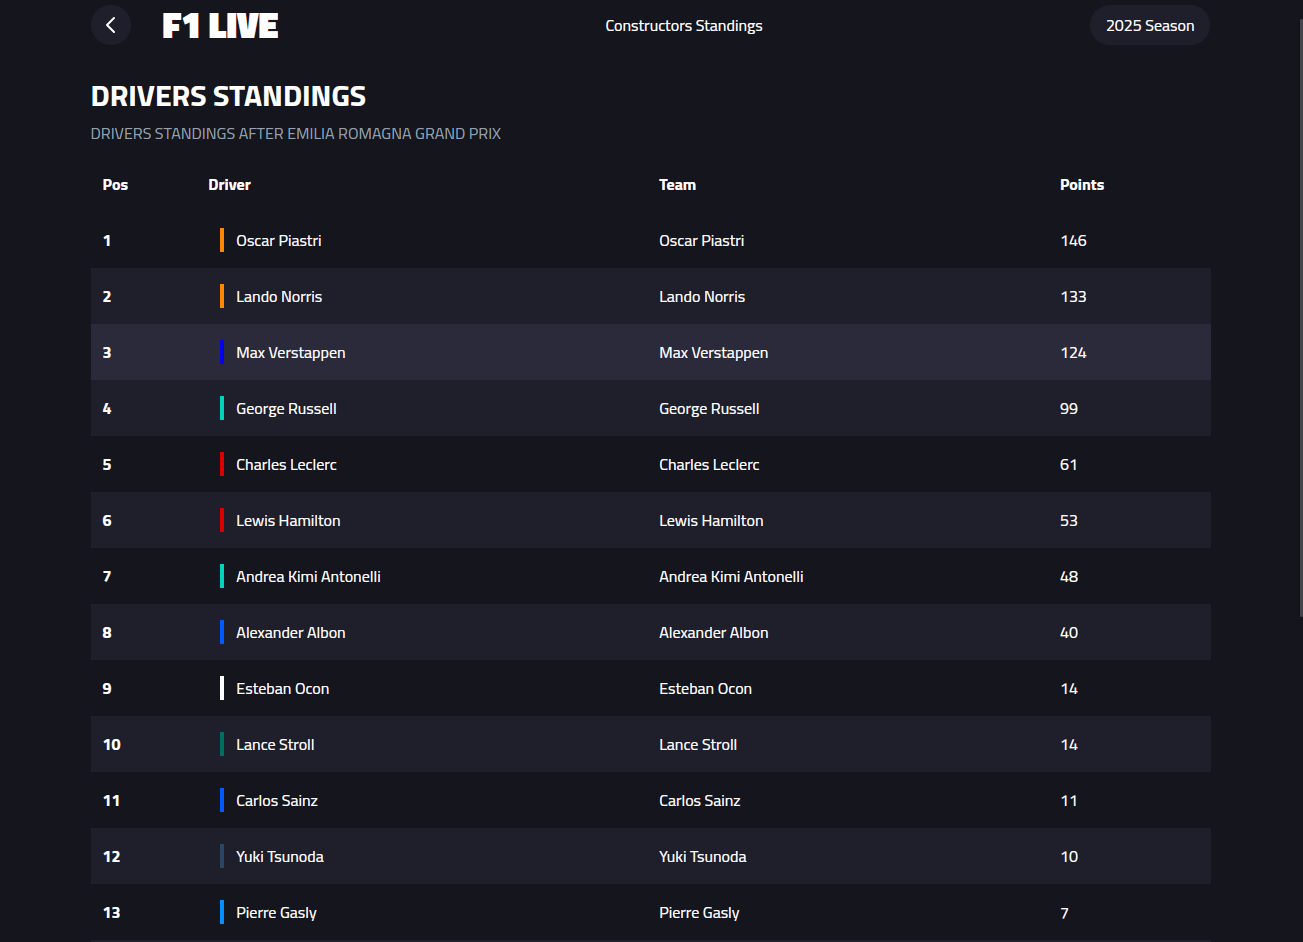 F1 LIVE Constructors Standings 2025 Season
DRIVERS STANDINGS
DRIVERS STANDINGS AFTER EMILIA ROMAGNA GRAND PRIX
Pos Driver Team Points
1 Oscar Piastri Oscar Piastri 146
2 Lando Norris Lando Norris 133
3 Max Verstappen Max Verstappen 124
4 George Russell George Russell 99
5 Charles Leclerc Charles Leclerc 61
6 Lewis Hamilton Lewis Hamilton 53
7 Andrea Kimi Antonelli Andrea Kimi Antonelli 48
8 Alexander Albon Alexander Albon 40
9 Esteban Ocon Esteban Ocon 14
10 Lance Stroll Lance Stroll 14
11 Carlos Sainz Carlos Sainz 11
12 Yuki Tsunoda Yuki Tsunoda 10
13 Pierre Gasly Pierre Gasly 7